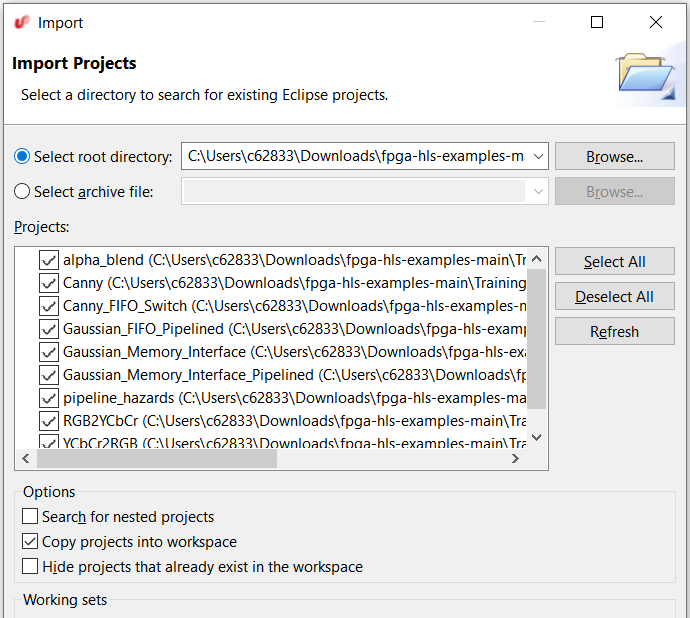 Import
Import Projects
Select a directory to search for existing Eclipse projects.
Select root directory: C:\Users\c62833\Downloads\fpga-hls-examples-m Browse...
Select archive file: Browse...
Projects:
alpha_blend (C:\Users\c62833\Downloads\fpga-hls-examples-main\Tr
Canny (C:\Users\c62833\Downloads\fpga-hls-examples-main\Training
Canny_FIFO_Switch (C:\Users\c62833\Downloads\fpga-hls-examples-m
Gaussian_FIFO_Pipelined (C:\Users\c62833\Downloads\fpga-hls-examp
Gaussian_Memory_Interface (C:\Users\c62833\Downloads\fpga-hls-exa
Gaussian_Memory_Interface_Pipelined (C:\Users\c62833\Downloads\fp
pipeline_hazards (C:\Users\c62833\Downloads\fpga-hls-examples-ma
RGB2YCbCr (C:\Users\c62833\Downloads\fpga-hls-examples-main\Tra
YCbCr2RGB (C:\Users\c62833\Downloads\fpga-hls-examples-main\Tra
Select All
Deselect All
Refresh
Options
Search for nested projects
Copy projects into workspace
Hide projects that already exist in the workspace
Working sets